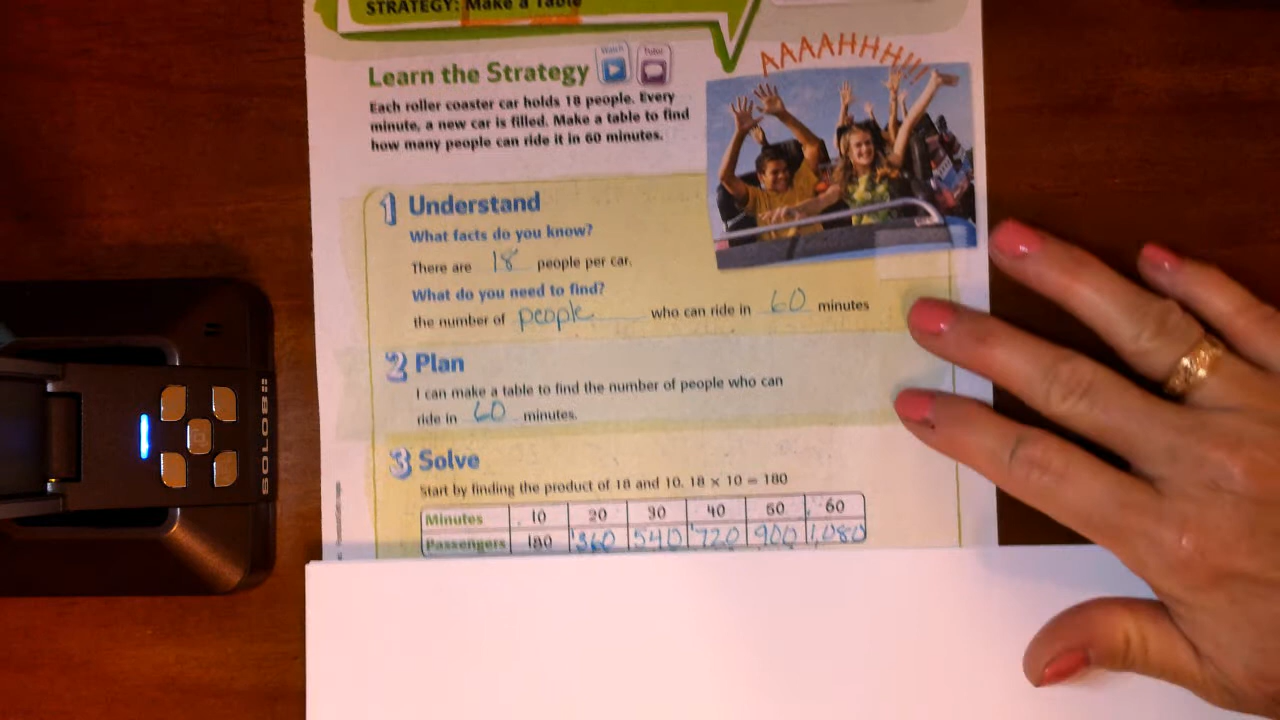 STRATEGY: Make a Table
Learn the Strategy
Watch
Tutor
AAAAHHH!!!
Each roller coaster car holds 18 people. Every
minute, a new car is filled. Make a table to find
how many people can ride it in 60 minutes.
1 Understand
What facts do you know?
There are 18 people per car.
What do you need to find?
the number of people who can ride in 60 minutes
2 Plan
I can make a table to find the number of people who can
ride in 60 minutes.
3 Solve
Start by finding the product of 18 and 10. 18 × 10 = 180
Minutes 10 20 30 40 50 60
Passengers 180 360 540 720 900 1,080
SOLO8